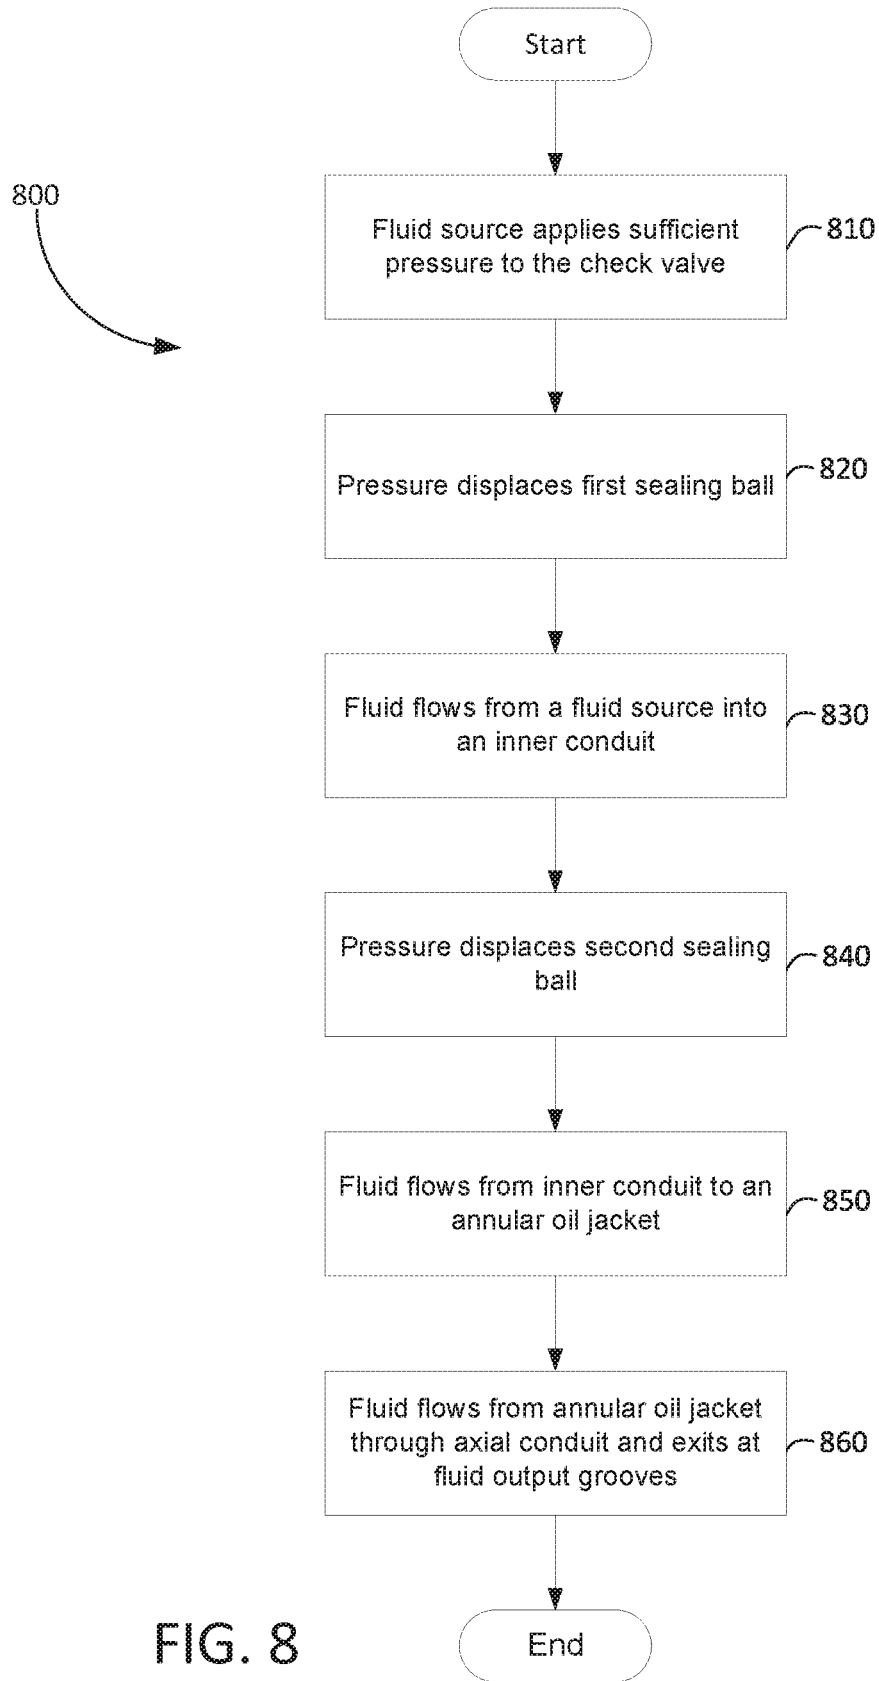 Start
800
Fluid source applies sufficient
pressure to the check valve
810
Pressure displaces first sealing ball
820
Fluid flows from a fluid source into
an inner conduit
830
Pressure displaces second sealing
ball
840
Fluid flows from inner conduit to an
annular oil jacket
850
Fluid flows from annular oil jacket
through axial conduit and exits at
fluid output grooves
860
End
FIG. 8